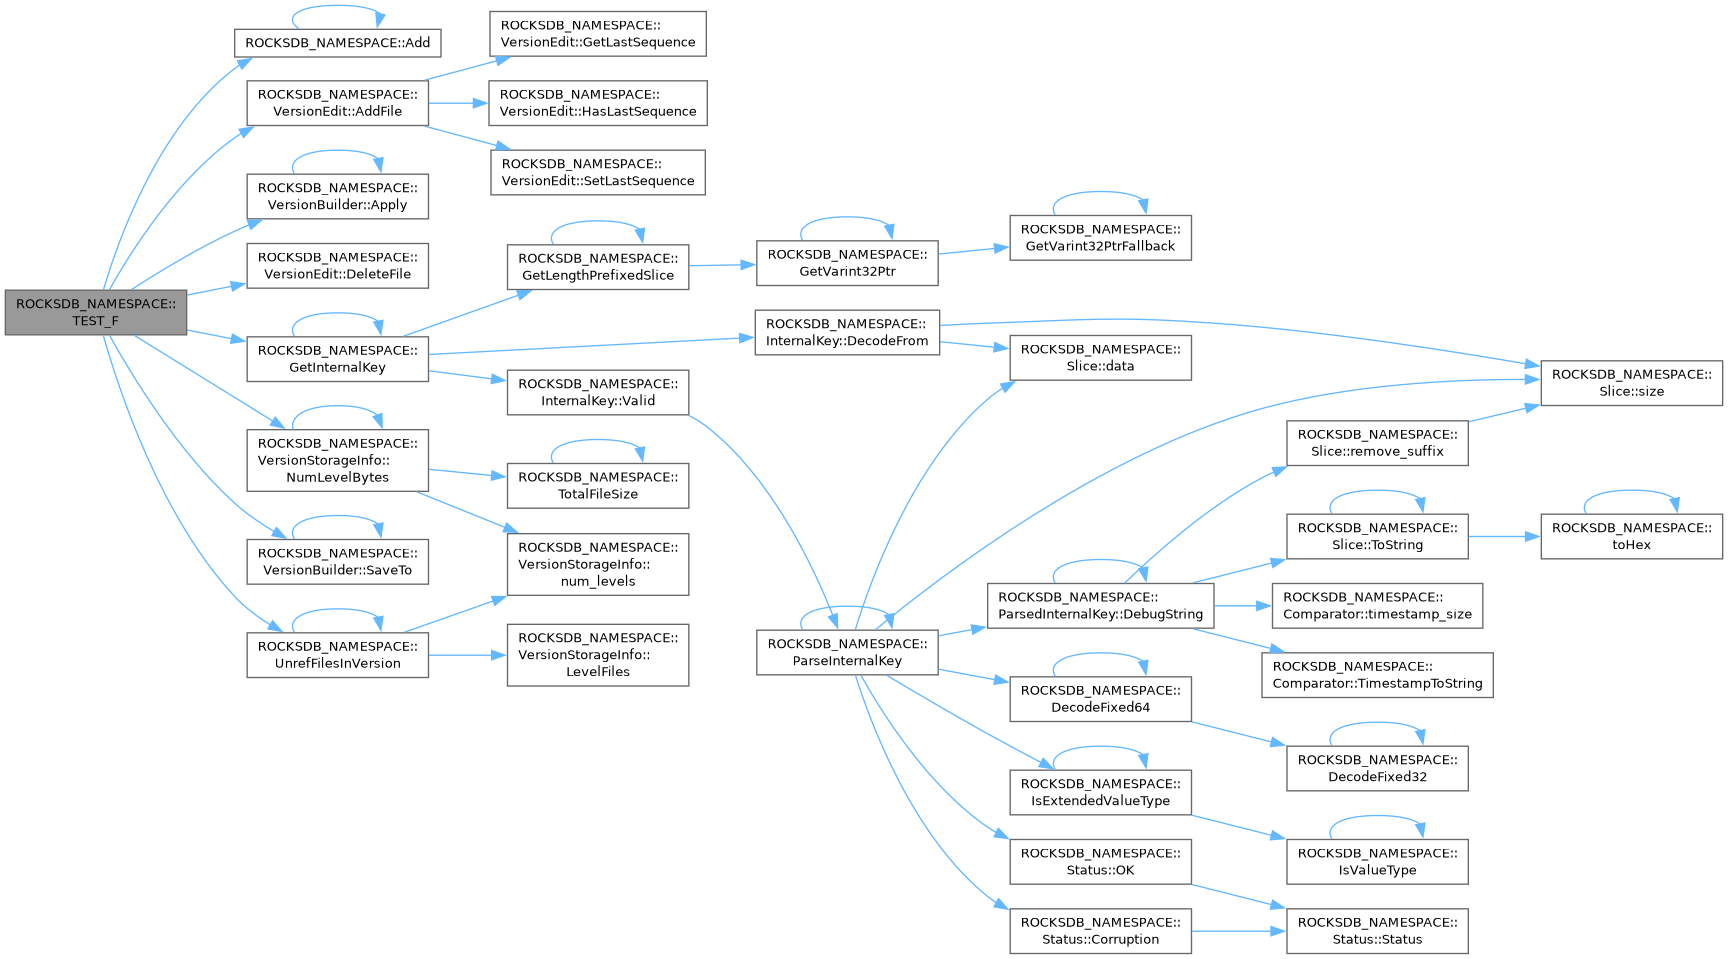 ROCKSDB_NAMESPACE::
TEST_F
ROCKSDB_NAMESPACE::Add
ROCKSDB_NAMESPACE::
VersionEdit::AddFile
ROCKSDB_NAMESPACE::
VersionEdit::GetLastSequence
ROCKSDB_NAMESPACE::
VersionEdit::HasLastSequence
ROCKSDB_NAMESPACE::
VersionEdit::SetLastSequence
ROCKSDB_NAMESPACE::
VersionBuilder::Apply
ROCKSDB_NAMESPACE::
VersionEdit::DeleteFile
ROCKSDB_NAMESPACE::
GetInternalKey
ROCKSDB_NAMESPACE::
GetLengthPrefixedSlice
ROCKSDB_NAMESPACE::
GetVarint32Ptr
ROCKSDB_NAMESPACE::
GetVarint32PtrFallback
ROCKSDB_NAMESPACE::
InternalKey::DecodeFrom
ROCKSDB_NAMESPACE::
Slice::data
ROCKSDB_NAMESPACE::
Slice::size
ROCKSDB_NAMESPACE::
InternalKey::Valid
ROCKSDB_NAMESPACE::
ParseInternalKey
ROCKSDB_NAMESPACE::
ParsedInternalKey::DebugString
ROCKSDB_NAMESPACE::
Slice::remove_suffix
ROCKSDB_NAMESPACE::
Slice::ToString
ROCKSDB_NAMESPACE::
toHex
ROCKSDB_NAMESPACE::
Comparator::timestamp_size
ROCKSDB_NAMESPACE::
Comparator::TimestampToString
ROCKSDB_NAMESPACE::
DecodeFixed64
ROCKSDB_NAMESPACE::
DecodeFixed32
ROCKSDB_NAMESPACE::
IsExtendedValueType
ROCKSDB_NAMESPACE::
IsValueType
ROCKSDB_NAMESPACE::
Status::OK
ROCKSDB_NAMESPACE::
Status::Corruption
ROCKSDB_NAMESPACE::
Status::Status
ROCKSDB_NAMESPACE::
VersionStorageInfo::
NumLevelBytes
ROCKSDB_NAMESPACE::
TotalFileSize
ROCKSDB_NAMESPACE::
VersionStorageInfo::
num_levels
ROCKSDB_NAMESPACE::
VersionBuilder::SaveTo
ROCKSDB_NAMESPACE::
UnrefFilesInVersion
ROCKSDB_NAMESPACE::
VersionStorageInfo::
LevelFiles